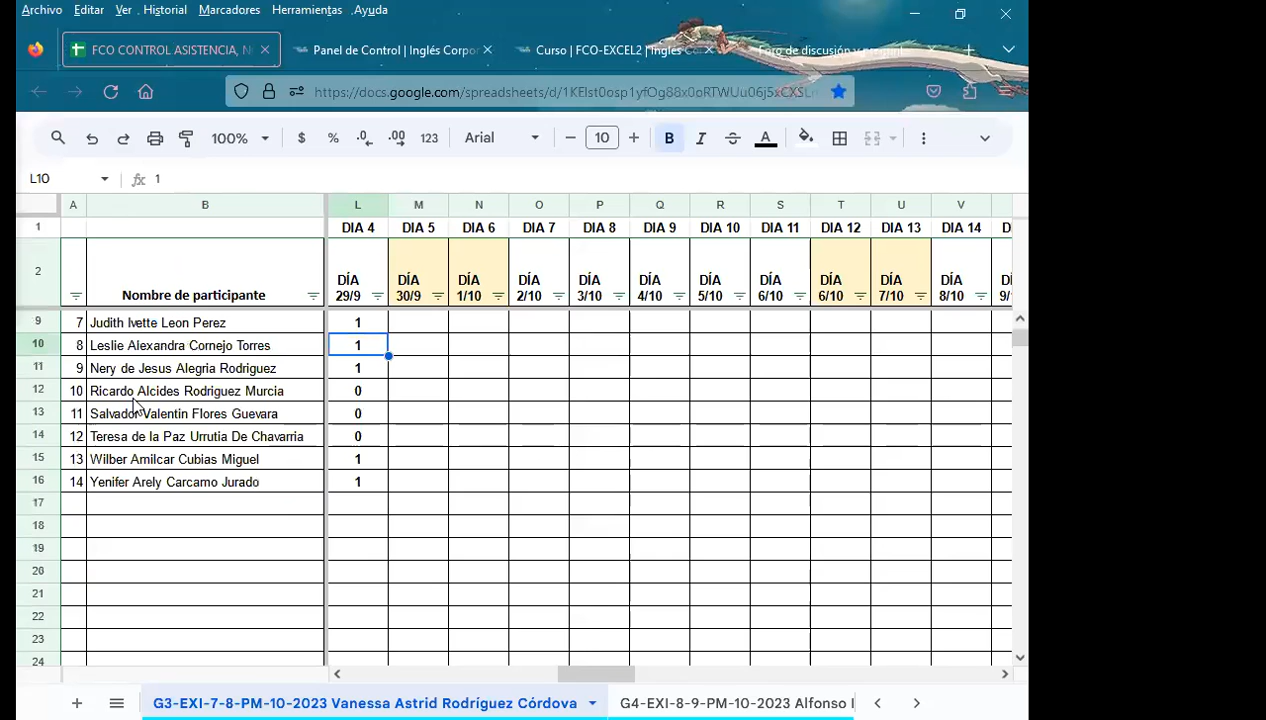 Archivo Editar Ver Historial Marcadores Herramientas Ayuda
FCO CONTROL ASISTENCIA, N Panel de Control | Inglés Corpor Curso | FCO-EXCEL2 | Inglés Co Foro de discusión y
https://docs.google.com/spreadsheets/d/
100% $ % .0 .00 123 Arial 10 B I S A
L10 fx 1
A B L M N O P Q R S T U V
1 DIA 4 DIA 5 DIA 6 DIA 7 DIA 8 DIA 9 DIA 10 DIA 11 DIA 12 DIA 13 DIA 14 D
2 DÍA DÍA DÍA DÍA DÍA DÍA DÍA DÍA DÍA DÍA DÍA DÍ
Nombre de participante 29/9 30/9 1/10 2/10 3/10 4/10 5/10 6/10 6/10 7/10 8/10 9/
9 7 Judith Ivette Leon Perez 1
10 8 Leslie Alexandra Cornejo Torres 1
11 9 Nery de Jesus Alegria Rodriguez 1
12 10 Ricardo Alcides Rodriguez Murcia 0
13 11 Salvador Valentin Flores Guevara 0
14 12 Teresa de la Paz Urrutia De Chavarria 0
15 13 Wilber Amilcar Cubias Miguel 1
16 14 Yenifer Arely Carcamo Jurado 1
17
18
19
20
21
22
23
24
G3-EXI-7-8-PM-10-2023 Vanessa Astrid Rodríguez Córdova G4-EXI-8-9-PM-10-2023 Alfonso